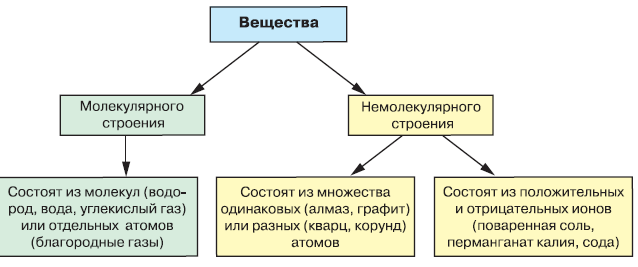 Вещества
Молекулярного
строения
Немолекулярного
строения
Состоят из молекул (водо-
род, вода, углекислый газ)
или отдельных атомов
(благородные газы)
Состоят из множества
одинаковых (алмаз, графит)
или разных (кварц, корунд)
атомов
Состоят из положительных
и отрицательных ионов
(поваренная соль,
перманганат калия, сода)